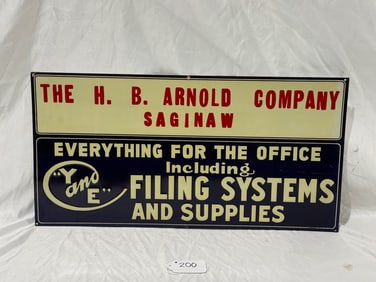 THE H. B. ARNOLD COMPANY
SAGINAW
EVERYTHING FOR THE OFFICE
Including
"Y and E" FILING SYSTEMS
AND SUPPLIES
200